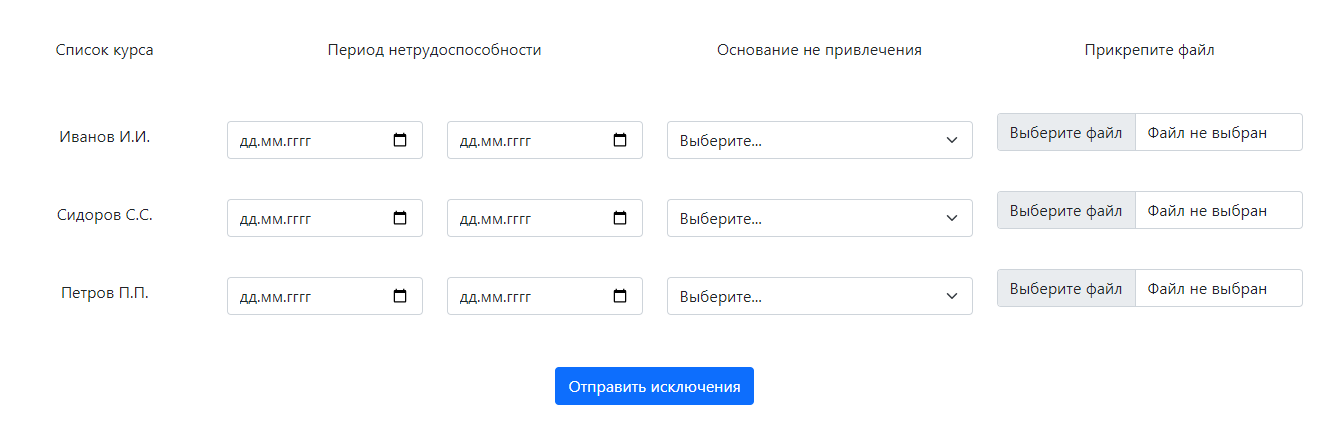 Список курса Период нетрудоспособности Основание не привлечения Прикрепите файл
Иванов И.И. дд.мм.гггг дд.мм.гггг Выберите... Выберите файл Файл не выбран
Сидоров С.С. дд.мм.гггг дд.мм.гггг Выберите... Выберите файл Файл не выбран
Петров П.П. дд.мм.гггг дд.мм.гггг Выберите... Выберите файл Файл не выбран
Отправить исключения